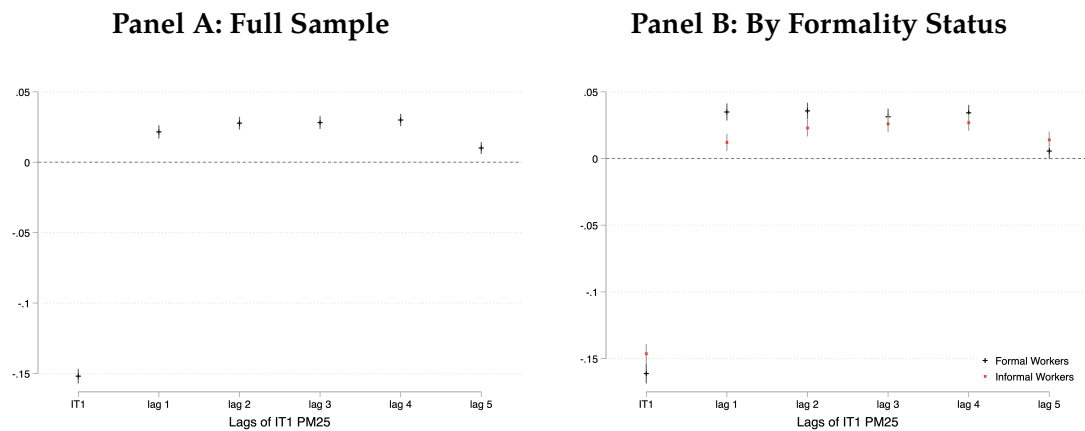 Panel A: Full Sample
.05
0
-.05
-.1
-.15
IT1 lag 1 lag 2 lag 3 lag 4 lag 5
Lags of IT1 PM25
Panel B: By Formality Status
.05
0
-.05
-.1
-.15
Formal Workers
Informal Workers
IT1 lag 1 lag 2 lag 3 lag 4 lag 5
Lags of IT1 PM25